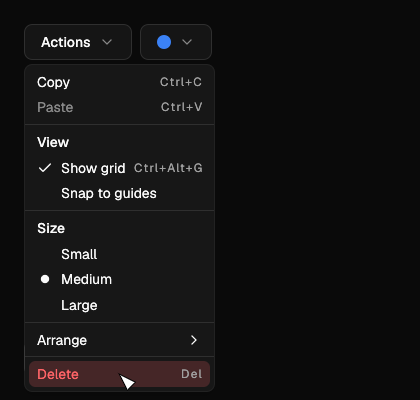 Actions
Copy Ctrl+C
Paste Ctrl+V
View
Show grid Ctrl+Alt+G
Snap to guides
Size
Small
Medium
Large
Arrange
Delete Del